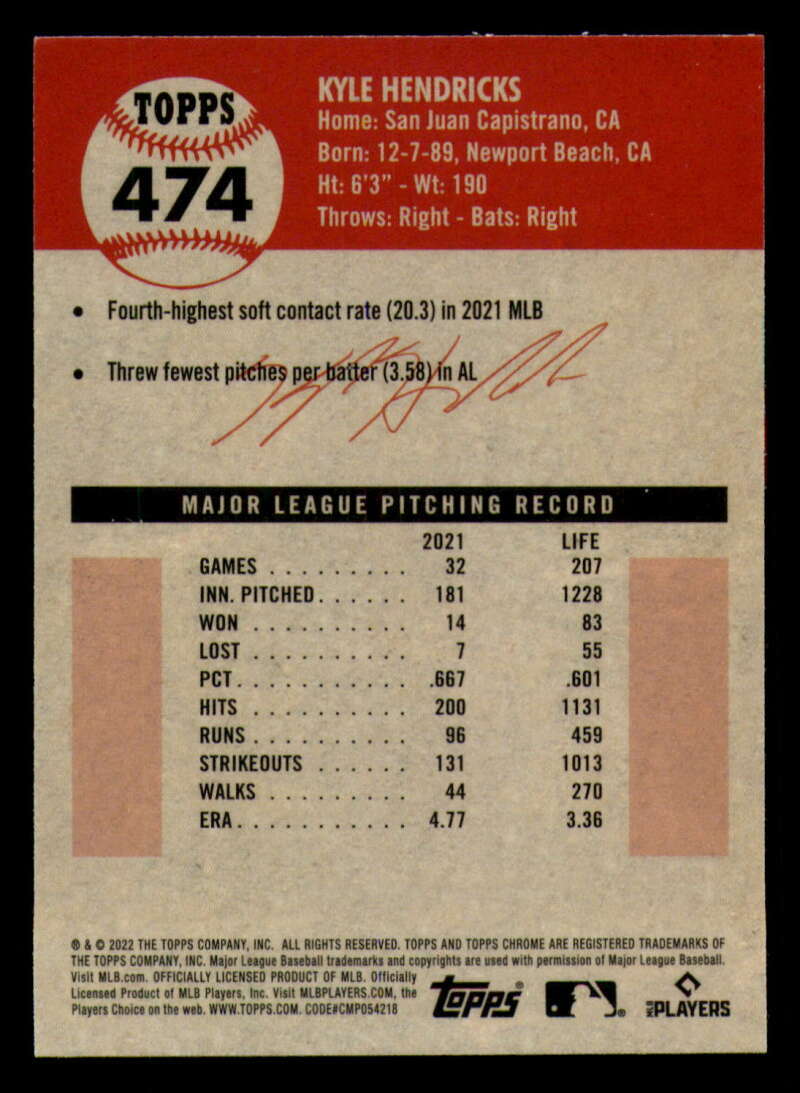 TOPPS
474
KYLE HENDRICKS
Home: San Juan Capistrano, CA
Born: 12-7-89, Newport Beach, CA
Ht: 6'3" - Wt: 190
Throws: Right - Bats: Right
• Fourth-highest soft contact rate (20.3) in 2021 MLB
• Threw fewest pitches per batter (3.58) in AL
MAJOR LEAGUE PITCHING RECORD
2021 LIFE
GAMES . . . . . . . . . 32 207
INN. PITCHED . . . . . . 181 1228
WON . . . . . . . . . . 14 83
LOST . . . . . . . . . . 7 55
PCT. . . . . . . . . . . .667 .601
HITS . . . . . . . . . . 200 1131
RUNS . . . . . . . . . . 96 459
STRIKEOUTS . . . . . . 131 1013
WALKS . . . . . . . . . 44 270
ERA. . . . . . . . . . . 4.77 3.36
® & © 2022 THE TOPPS COMPANY, INC. ALL RIGHTS RESERVED. TOPPS AND TOPPS CHROME ARE REGISTERED TRADEMARKS OF
THE TOPPS COMPANY, INC. Major League Baseball trademarks and copyrights are used with permission of Major League Baseball.
Visit MLB.com. OFFICIALLY LICENSED PRODUCT OF MLB. Officially
Licensed Product of MLB Players, Inc. Visit MLBPLAYERS.COM, the
Players Choice on the web. WWW.TOPPS.COM. CODE#CMP054218
Topps® ® MLB PLAYERS